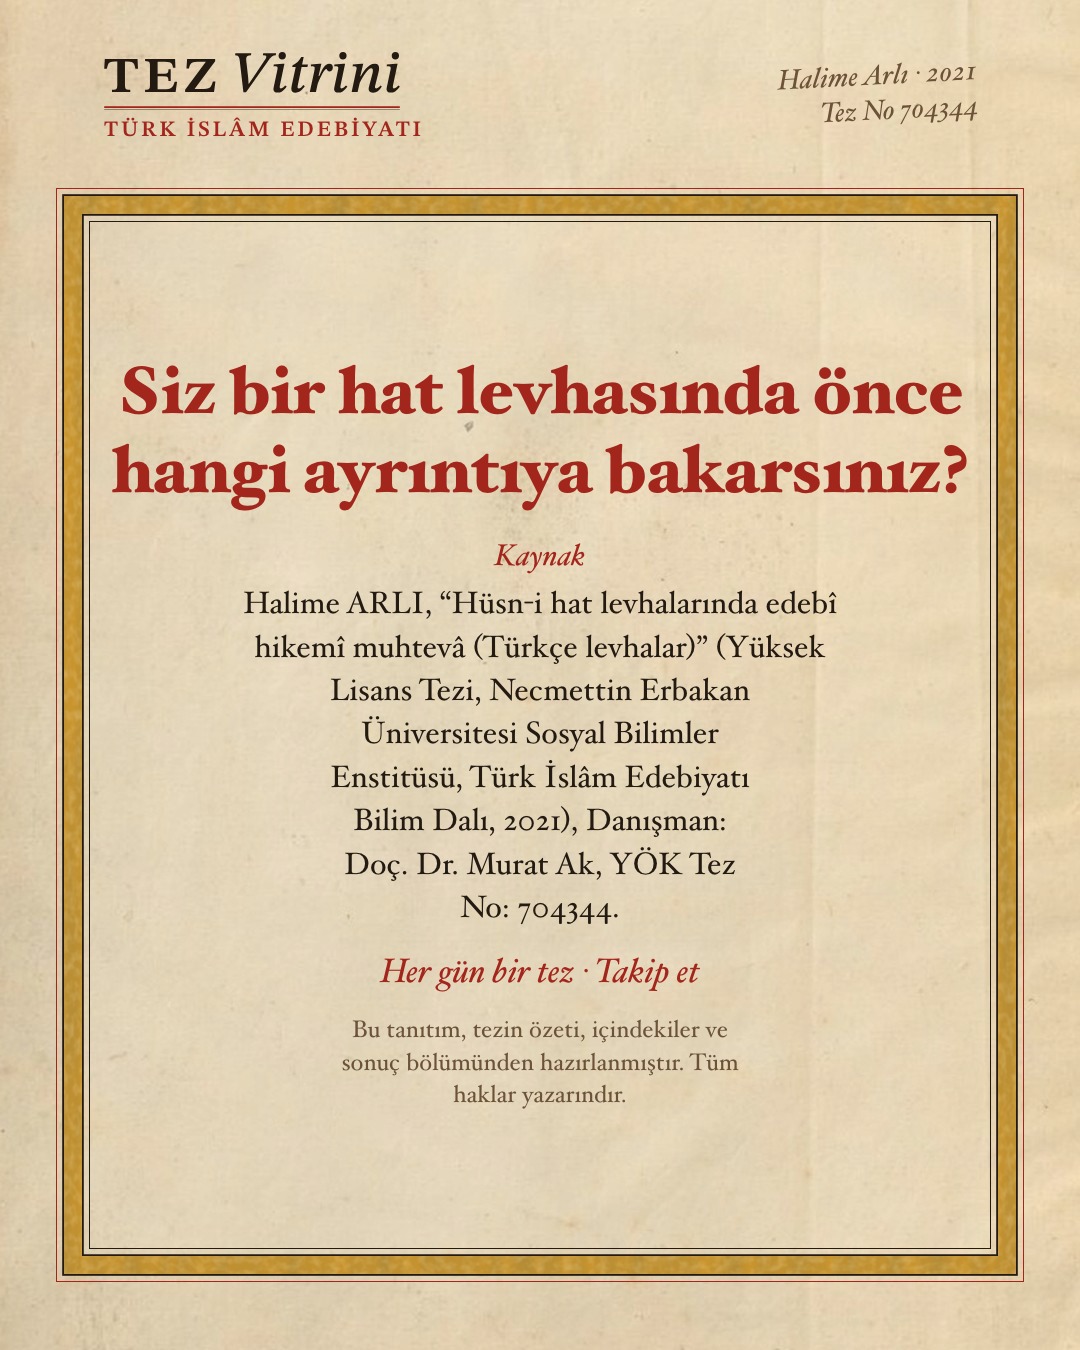 TEZ Vitrini
TÜRK İSLÂM EDEBİYATI
Halime Arlı · 2021
Tez No 704344
Siz bir hat levhasında önce
hangi ayrıntıya bakarsınız?
Kaynak
Halime ARLI, “Hüsn-i hat levhalarında edebî
hikemî muhtevâ (Türkçe levhalar)” (Yüksek
Lisans Tezi, Necmettin Erbakan
Üniversitesi Sosyal Bilimler
Enstitüsü, Türk İslâm Edebiyatı
Bilim Dalı, 2021), Danışman:
Doç. Dr. Murat Ak, YÖK Tez
No: 704344.
Her gün bir tez · Takip et
Bu tanıtım, tezin özeti, içindekiler ve
sonuç bölümünden hazırlanmıştır. Tüm
haklar yazarındır.